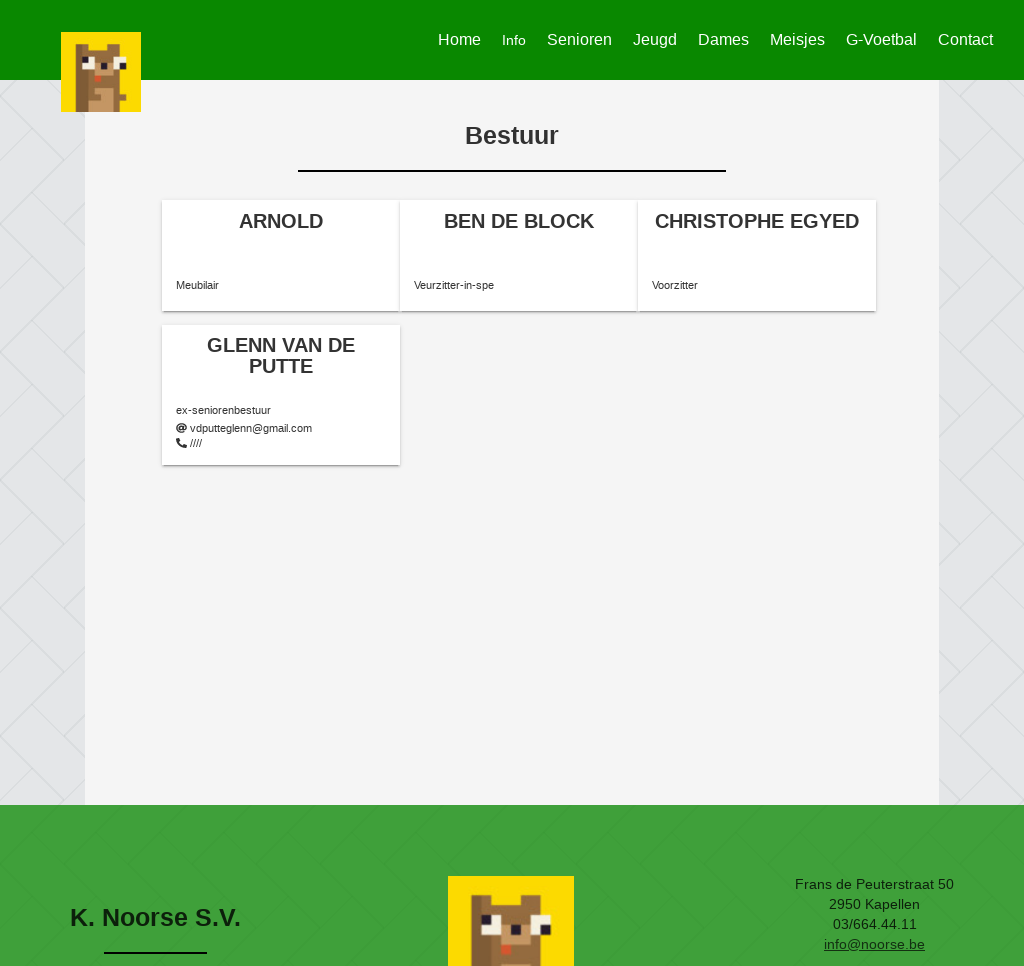 Home Info Senioren Jeugd Dames Meisjes G-Voetbal Contact
Bestuur
ARNOLD
Meubilair
BEN DE BLOCK
Veurzitter-in-spe
CHRISTOPHE EGYED
Voorzitter
GLENN VAN DE
PUTTE
ex-seniorenbestuur
vdputteglenn@gmail.com
////
K. Noorse S.V.
Frans de Peuterstraat 50
2950 Kapellen
03/664.44.11
info@noorse.be